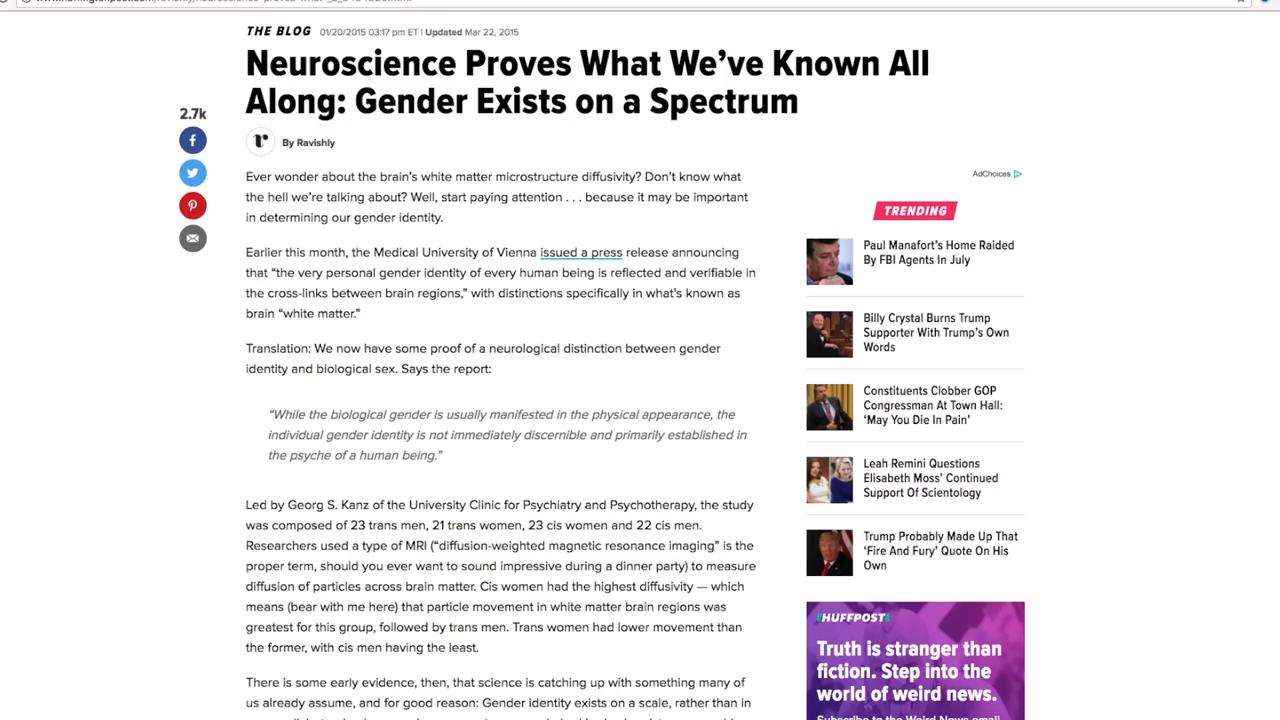 THE BLOG 01/20/2015 03:17 pm ET | Updated Mar 22, 2015
Neuroscience Proves What We’ve Known All
Along: Gender Exists on a Spectrum
2.7k
By Ravishly
Ever wonder about the brain’s white matter microstructure diffusivity? Don’t know what
the hell we’re talking about? Well, start paying attention . . . because it may be important
in determining our gender identity.
Earlier this month, the Medical University of Vienna issued a press release announcing
that “the very personal gender identity of every human being is reflected and verifiable in
the cross-links between brain regions,” with distinctions specifically in what’s known as
brain “white matter.”
Translation: We now have some proof of a neurological distinction between gender
identity and biological sex. Says the report:
“While the biological gender is usually manifested in the physical appearance, the
individual gender identity is not immediately discernible and primarily established in
the psyche of a human being.”
Led by Georg S. Kanz of the University Clinic for Psychiatry and Psychotherapy, the study
was composed of 23 trans men, 21 trans women, 23 cis women and 22 cis men.
Researchers used a type of MRI (“diffusion-weighted magnetic resonance imaging” is the
proper term, should you ever want to sound impressive during a dinner party) to measure
diffusion of particles across brain matter. Cis women had the highest diffusivity — which
means (bear with me here) that particle movement in white matter brain regions was
greatest for this group, followed by trans men. Trans women had lower movement than
the former, with cis men having the least.
There is some early evidence, then, that science is catching up with something many of
us already assume, and for good reason: Gender identity exists on a scale, rather than in
AdChoices
TRENDING
Paul Manafort’s Home Raided
By FBI Agents In July
Billy Crystal Burns Trump
Supporter With Trump’s Own
Words
Constituents Clobber GOP
Congressman At Town Hall:
‘May You Die In Pain’
Leah Remini Questions
Elisabeth Moss’ Continued
Support Of Scientology
Trump Probably Made Up That
‘Fire And Fury’ Quote On His
Own
HUFFPOST
Truth is stranger than
fiction. Step into the
world of weird news.
Subscribe to the Weird News email